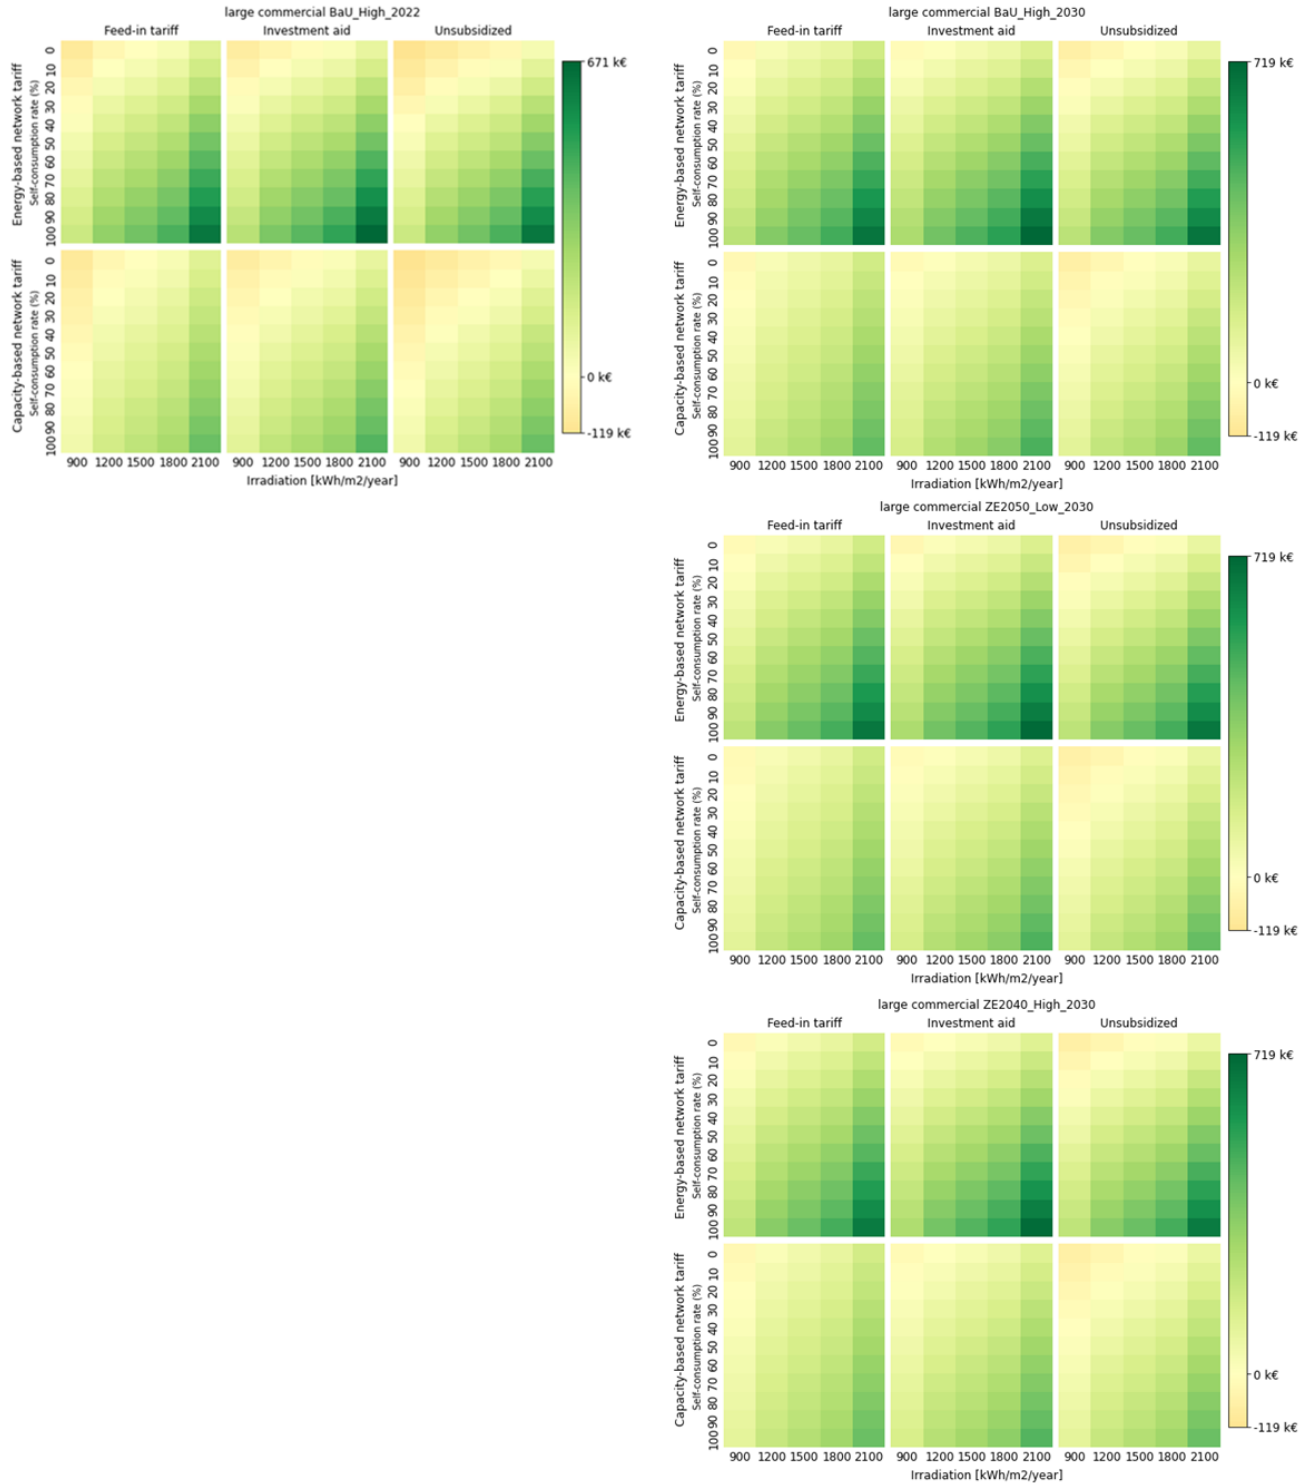 large commercial BaU_High_2022
Feed-in tariff Investment aid Unsubsidized
Energy-based network tariff
Self-consumption rate (%)
0
10
20
30
40
50
60
70
80
90
100
671 k€
0 k€
-119 k€
Capacity-based network tariff
Self-consumption rate (%)
0
10
20
30
40
50
60
70
80
90
100
900 1200 1500 1800 2100 900 1200 1500 1800 2100 900 1200 1500 1800 2100
Irradiation [kWh/m2/year]
large commercial BaU_High_2030
Feed-in tariff Investment aid Unsubsidized
Energy-based network tariff
Self-consumption rate (%)
0
10
20
30
40
50
60
70
80
90
100
719 k€
0 k€
-119 k€
Capacity-based network tariff
Self-consumption rate (%)
0
10
20
30
40
50
60
70
80
90
100
900 1200 1500 1800 2100 900 1200 1500 1800 2100 900 1200 1500 1800 2100
Irradiation [kWh/m2/year]
large commercial ZE2050_Low_2030
Feed-in tariff Investment aid Unsubsidized
Energy-based network tariff
Self-consumption rate (%)
0
10
20
30
40
50
60
70
80
90
100
719 k€
0 k€
-119 k€
Capacity-based network tariff
Self-consumption rate (%)
0
10
20
30
40
50
60
70
80
90
100
900 1200 1500 1800 2100 900 1200 1500 1800 2100 900 1200 1500 1800 2100
Irradiation [kWh/m2/year]
large commercial ZE2040_High_2030
Feed-in tariff Investment aid Unsubsidized
Energy-based network tariff
Self-consumption rate (%)
0
10
20
30
40
50
60
70
80
90
100
719 k€
0 k€
-119 k€
Capacity-based network tariff
Self-consumption rate (%)
0
10
20
30
40
50
60
70
80
90
100
900 1200 1500 1800 2100 900 1200 1500 1800 2100 900 1200 1500 1800 2100
Irradiation [kWh/m2/year]